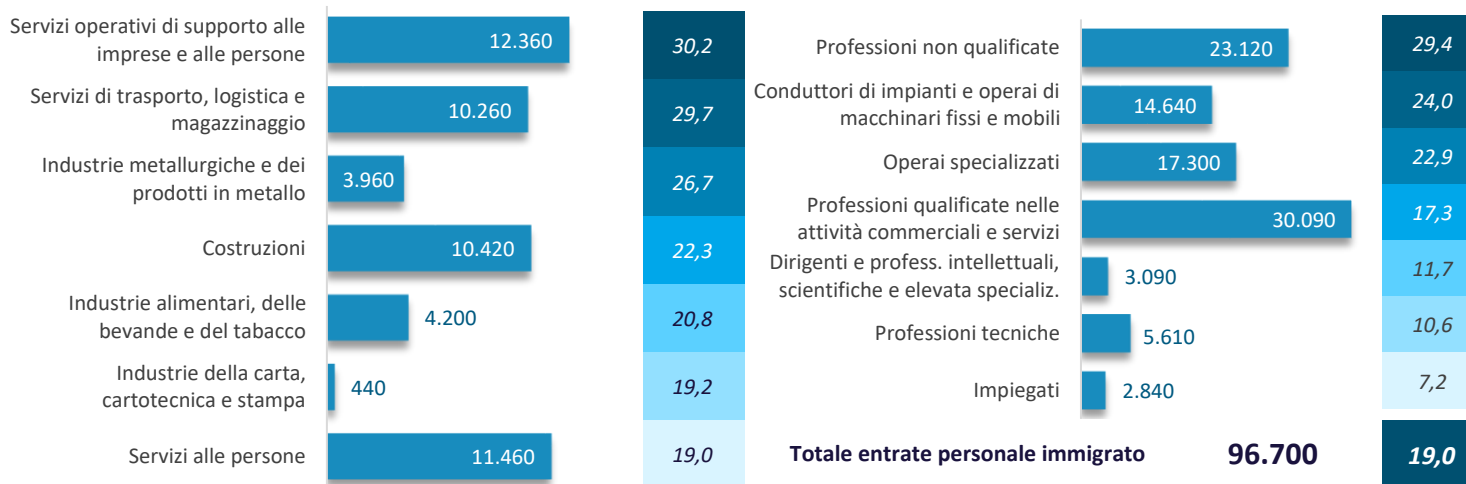 Servizi operativi di supporto alle
imprese e alle persone
12.360
30,2
Servizi di trasporto, logistica e
magazzinaggio
10.260
29,7
Industrie metallurgiche e dei
prodotti in metallo
3.960
26,7
Costruzioni
10.420
22,3
Industrie alimentari, delle
bevande e del tabacco
4.200
20,8
Industrie della carta,
cartotecnica e stampa
440
19,2
Servizi alle persone
11.460
19,0
Professioni non qualificate
23.120
29,4
Conduttori di impianti e operai di
macchinari fissi e mobili
14.640
24,0
Operai specializzati
17.300
22,9
Professioni qualificate nelle
attività commerciali e servizi
30.090
17,3
Dirigenti e profess. intellettuali,
scientifiche e elevata specializ.
3.090
11,7
Professioni tecniche
5.610
10,6
Impiegati
2.840
7,2
Totale entrate personale immigrato 96.700 19,0